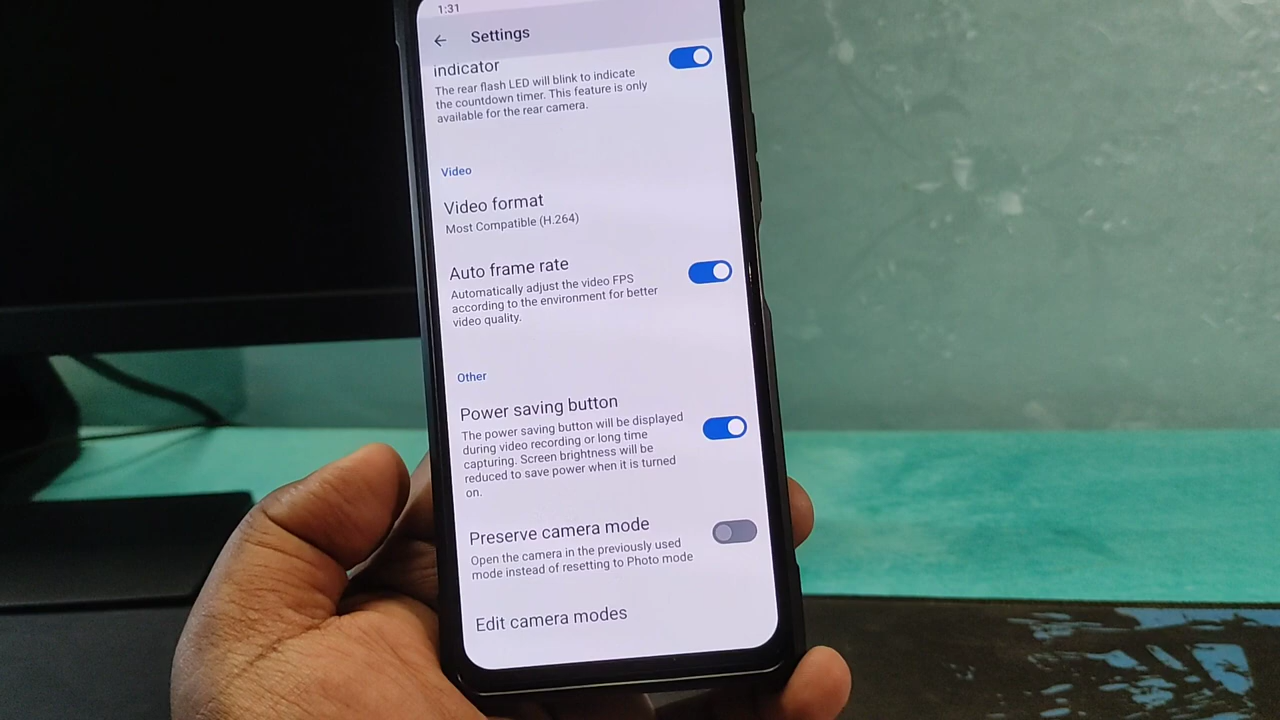 1:31
Settings
indicator
The rear flash LED will blink to indicate
the countdown timer. This feature is only
available for the rear camera.
Video
Video format
Most Compatible (H.264)
Auto frame rate
Automatically adjust the video FPS
according to the environment for better
video quality.
Other
Power saving button
The power saving button will be displayed
during video recording or long time
capturing. Screen brightness will be
reduced to save power when it is turned
on.
Preserve camera mode
Open the camera in the previously used
mode instead of resetting to Photo mode
Edit camera modes